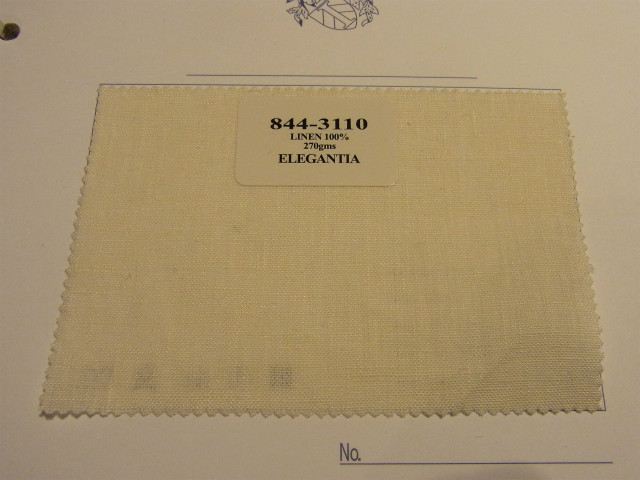 844-3110
LINEN 100%
270gms
ELEGANTIA
No.